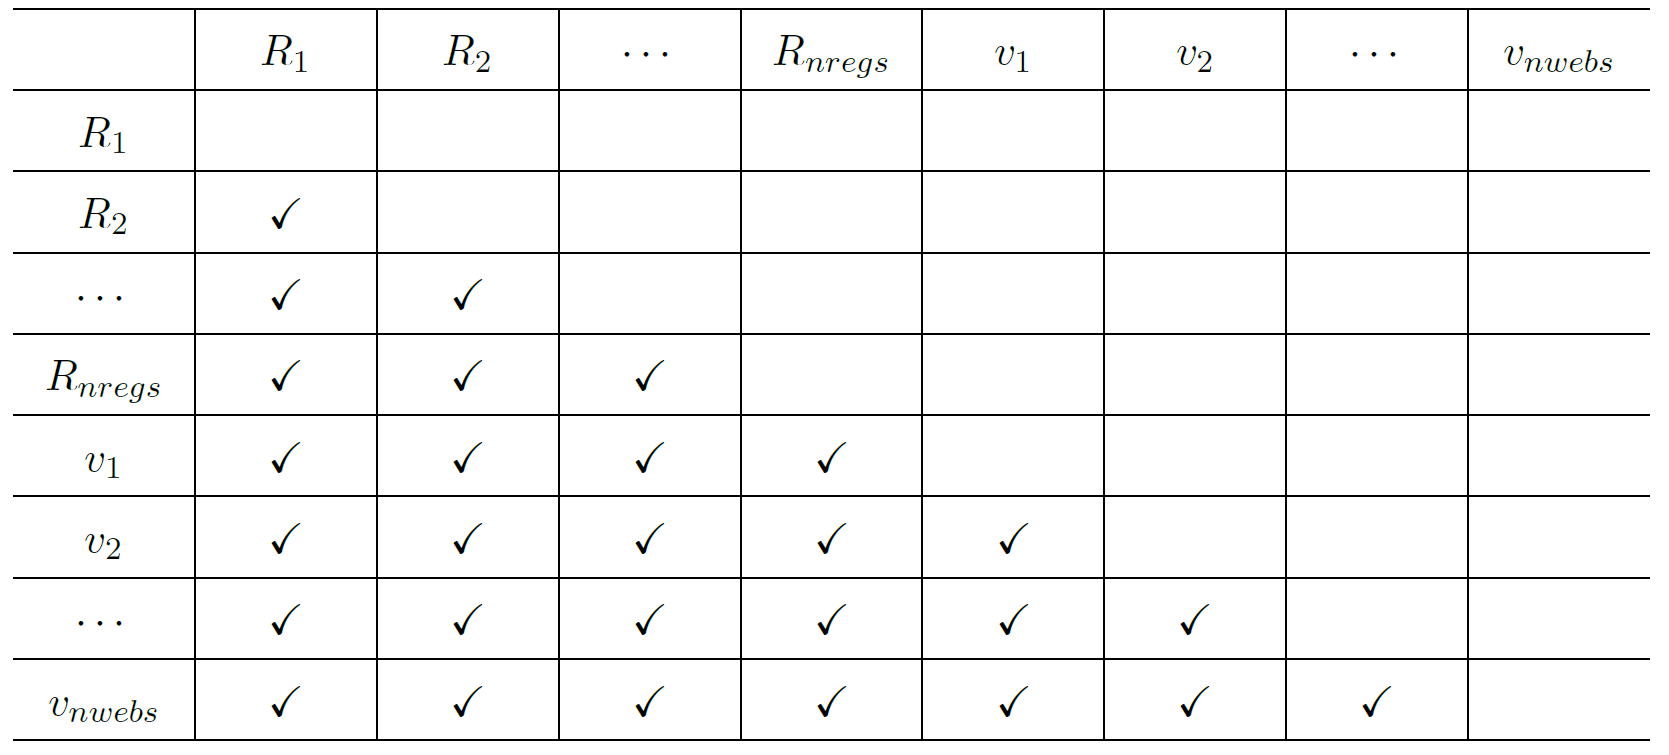 R₁ R₂ ⋯ Rₙᵣₑgₛ v₁ v₂ ⋯ vₙwₑbₛ
R₁
R₂ ✓
⋯ ✓ ✓
Rₙᵣₑgₛ ✓ ✓ ✓
v₁ ✓ ✓ ✓ ✓
v₂ ✓ ✓ ✓ ✓ ✓
⋯ ✓ ✓ ✓ ✓ ✓ ✓
vₙwₑbₛ ✓ ✓ ✓ ✓ ✓ ✓ ✓